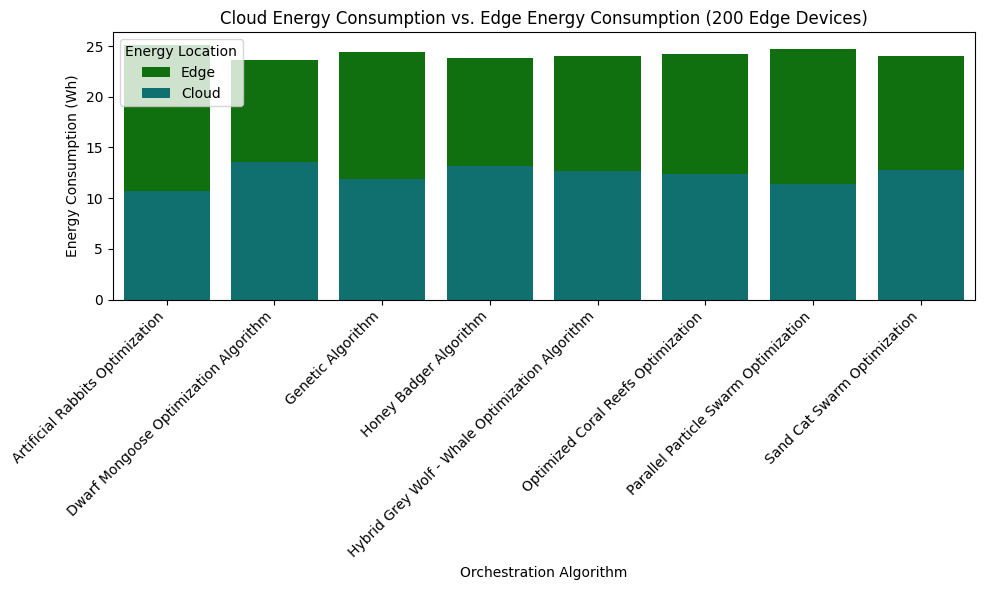 Cloud Energy Consumption vs. Edge Energy Consumption (200 Edge Devices)
Energy Consumption (Wh)
25
20
15
10
5
0
Energy Location
Edge
Cloud
Artificial Rabbits Optimization
Dwarf Mongoose Optimization Algorithm
Genetic Algorithm
Honey Badger Algorithm
Hybrid Grey Wolf - Whale Optimization Algorithm
Optimized Coral Reefs Optimization
Parallel Particle Swarm Optimization
Sand Cat Swarm Optimization
Orchestration Algorithm